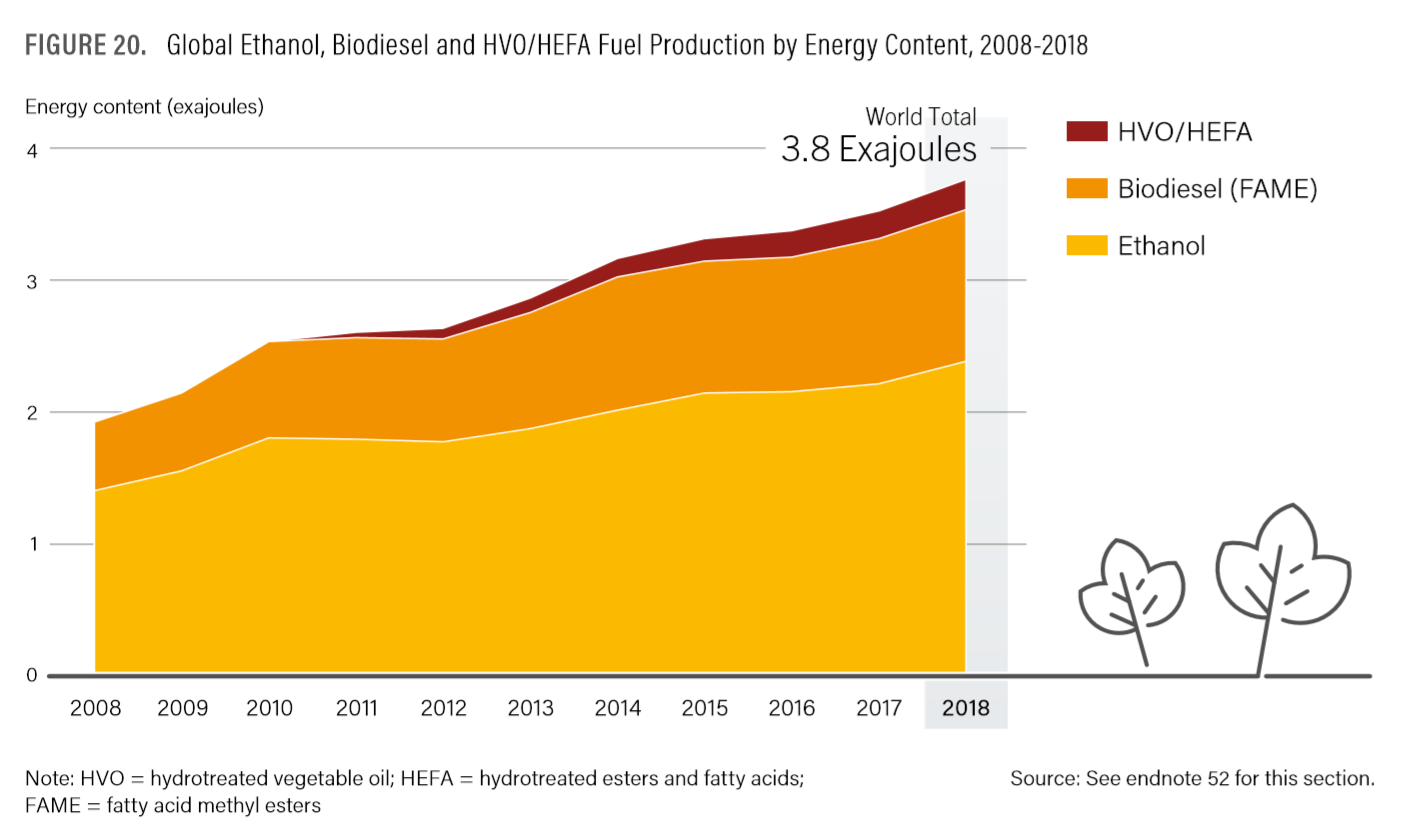 FIGURE 20. Global Ethanol, Biodiesel and HVO/HEFA Fuel Production by Energy Content, 2008-2018
Energy content (exajoules)
World Total
3.8 Exajoules
HVO/HEFA
Biodiesel (FAME)
Ethanol
4
3
2
1
0
2008 2009 2010 2011 2012 2013 2014 2015 2016 2017 2018
Note: HVO = hydrotreated vegetable oil; HEFA = hydrotreated esters and fatty acids;
FAME = fatty acid methyl esters
Source: See endnote 52 for this section.